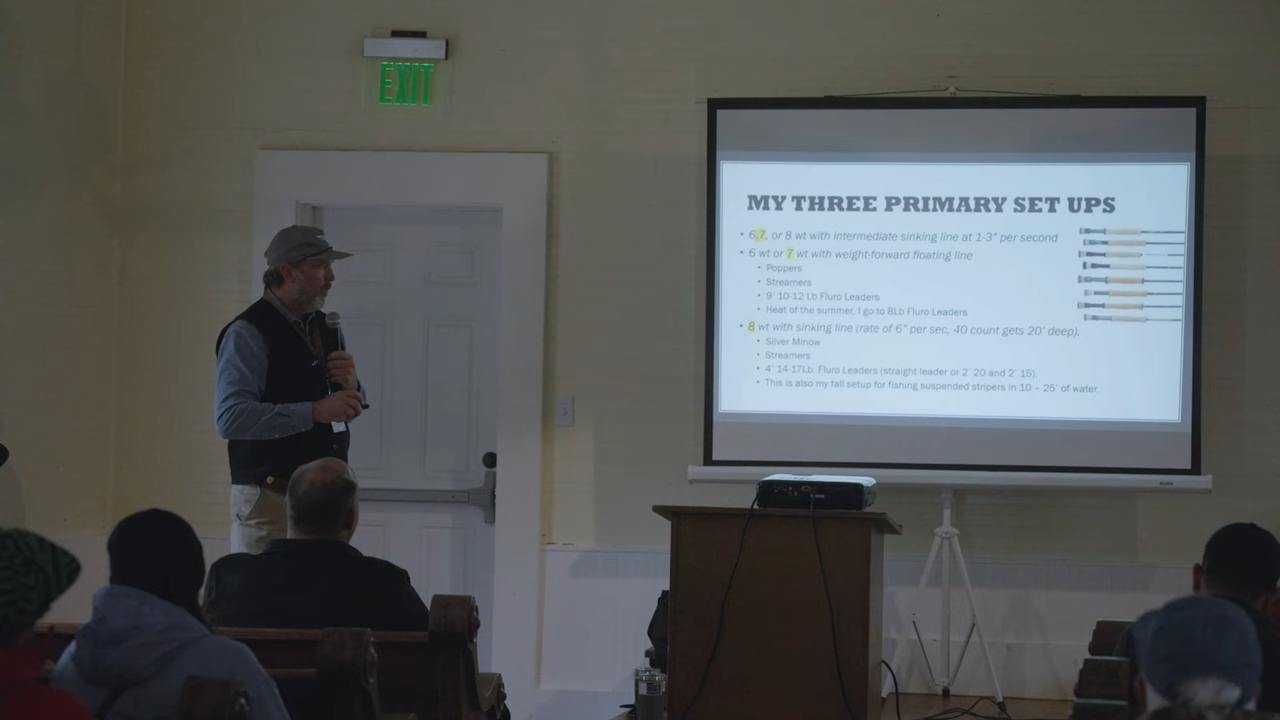 EXIT
MY THREE PRIMARY SET UPS
• 6,7, or 8 wt with intermediate sinking line at 1-3" per second
• 6 wt or 7 wt with weight-forward floating line
• Poppers
• Streamers
• 9' 10-12 Lb Fluro Leaders
• Heat of the summer, I go to 8Lb Fluro Leaders
• 8 wt with sinking line (rate of 6" per sec, 40 count gets 20' deep).
• Silver Minow
• Streamers
• 4' 14-17Lb. Fluro Leaders (straight leader or 2' 20 and 2' 15).
• This is also my fall setup for fishing suspended stripers in 10 – 25' of water.